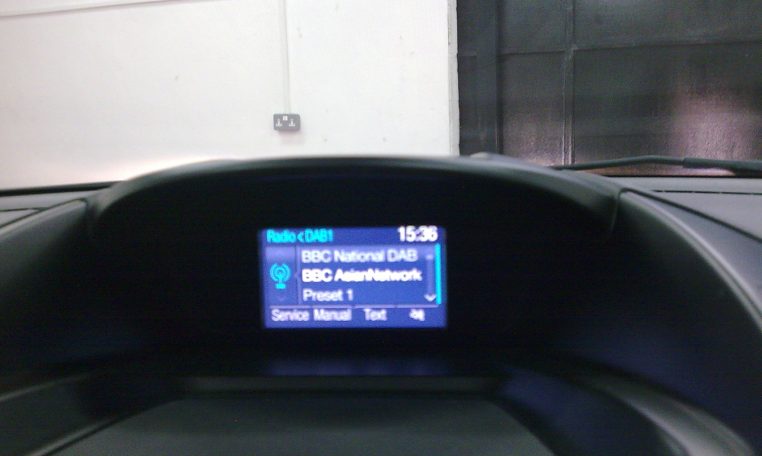 Radio<DAB1 15:36
BBC National DAB
BBC AsianNetwork
Preset 1
Service Manual Text